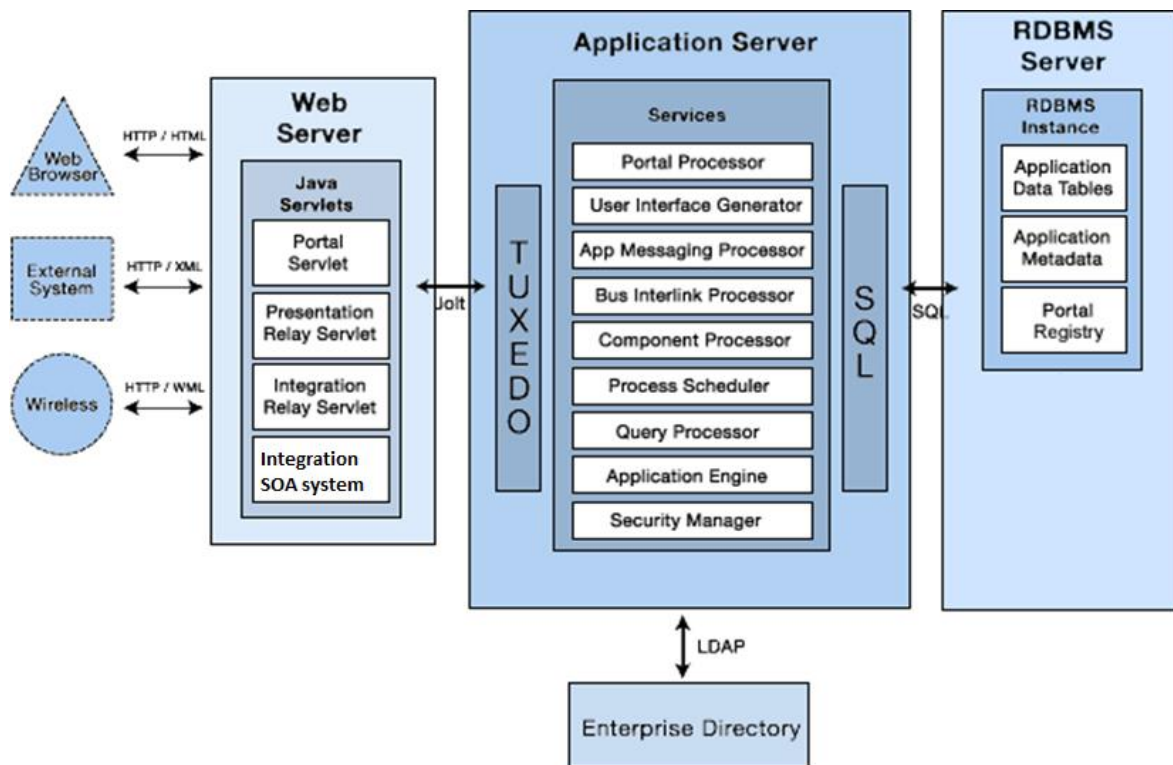 Web
Browser
External
System
Wireless
HTTP / HTML
HTTP / XML
HTTP / WML
Web
Server
Java
Servlets
Portal
Servlet
Presentation
Relay Servlet
Integration
Relay Servlet
Integration
SOA system
Jolt
Application Server
TUXEDO
Services
Portal Processor
User Interface Generator
App Messaging Processor
Bus Interlink Processor
Component Processor
Process Scheduler
Query Processor
Application Engine
Security Manager
SQL
SQL
RDBMS
Server
RDBMS
Instance
Application
Data Tables
Application
Metadata
Portal
Registry
LDAP
Enterprise Directory